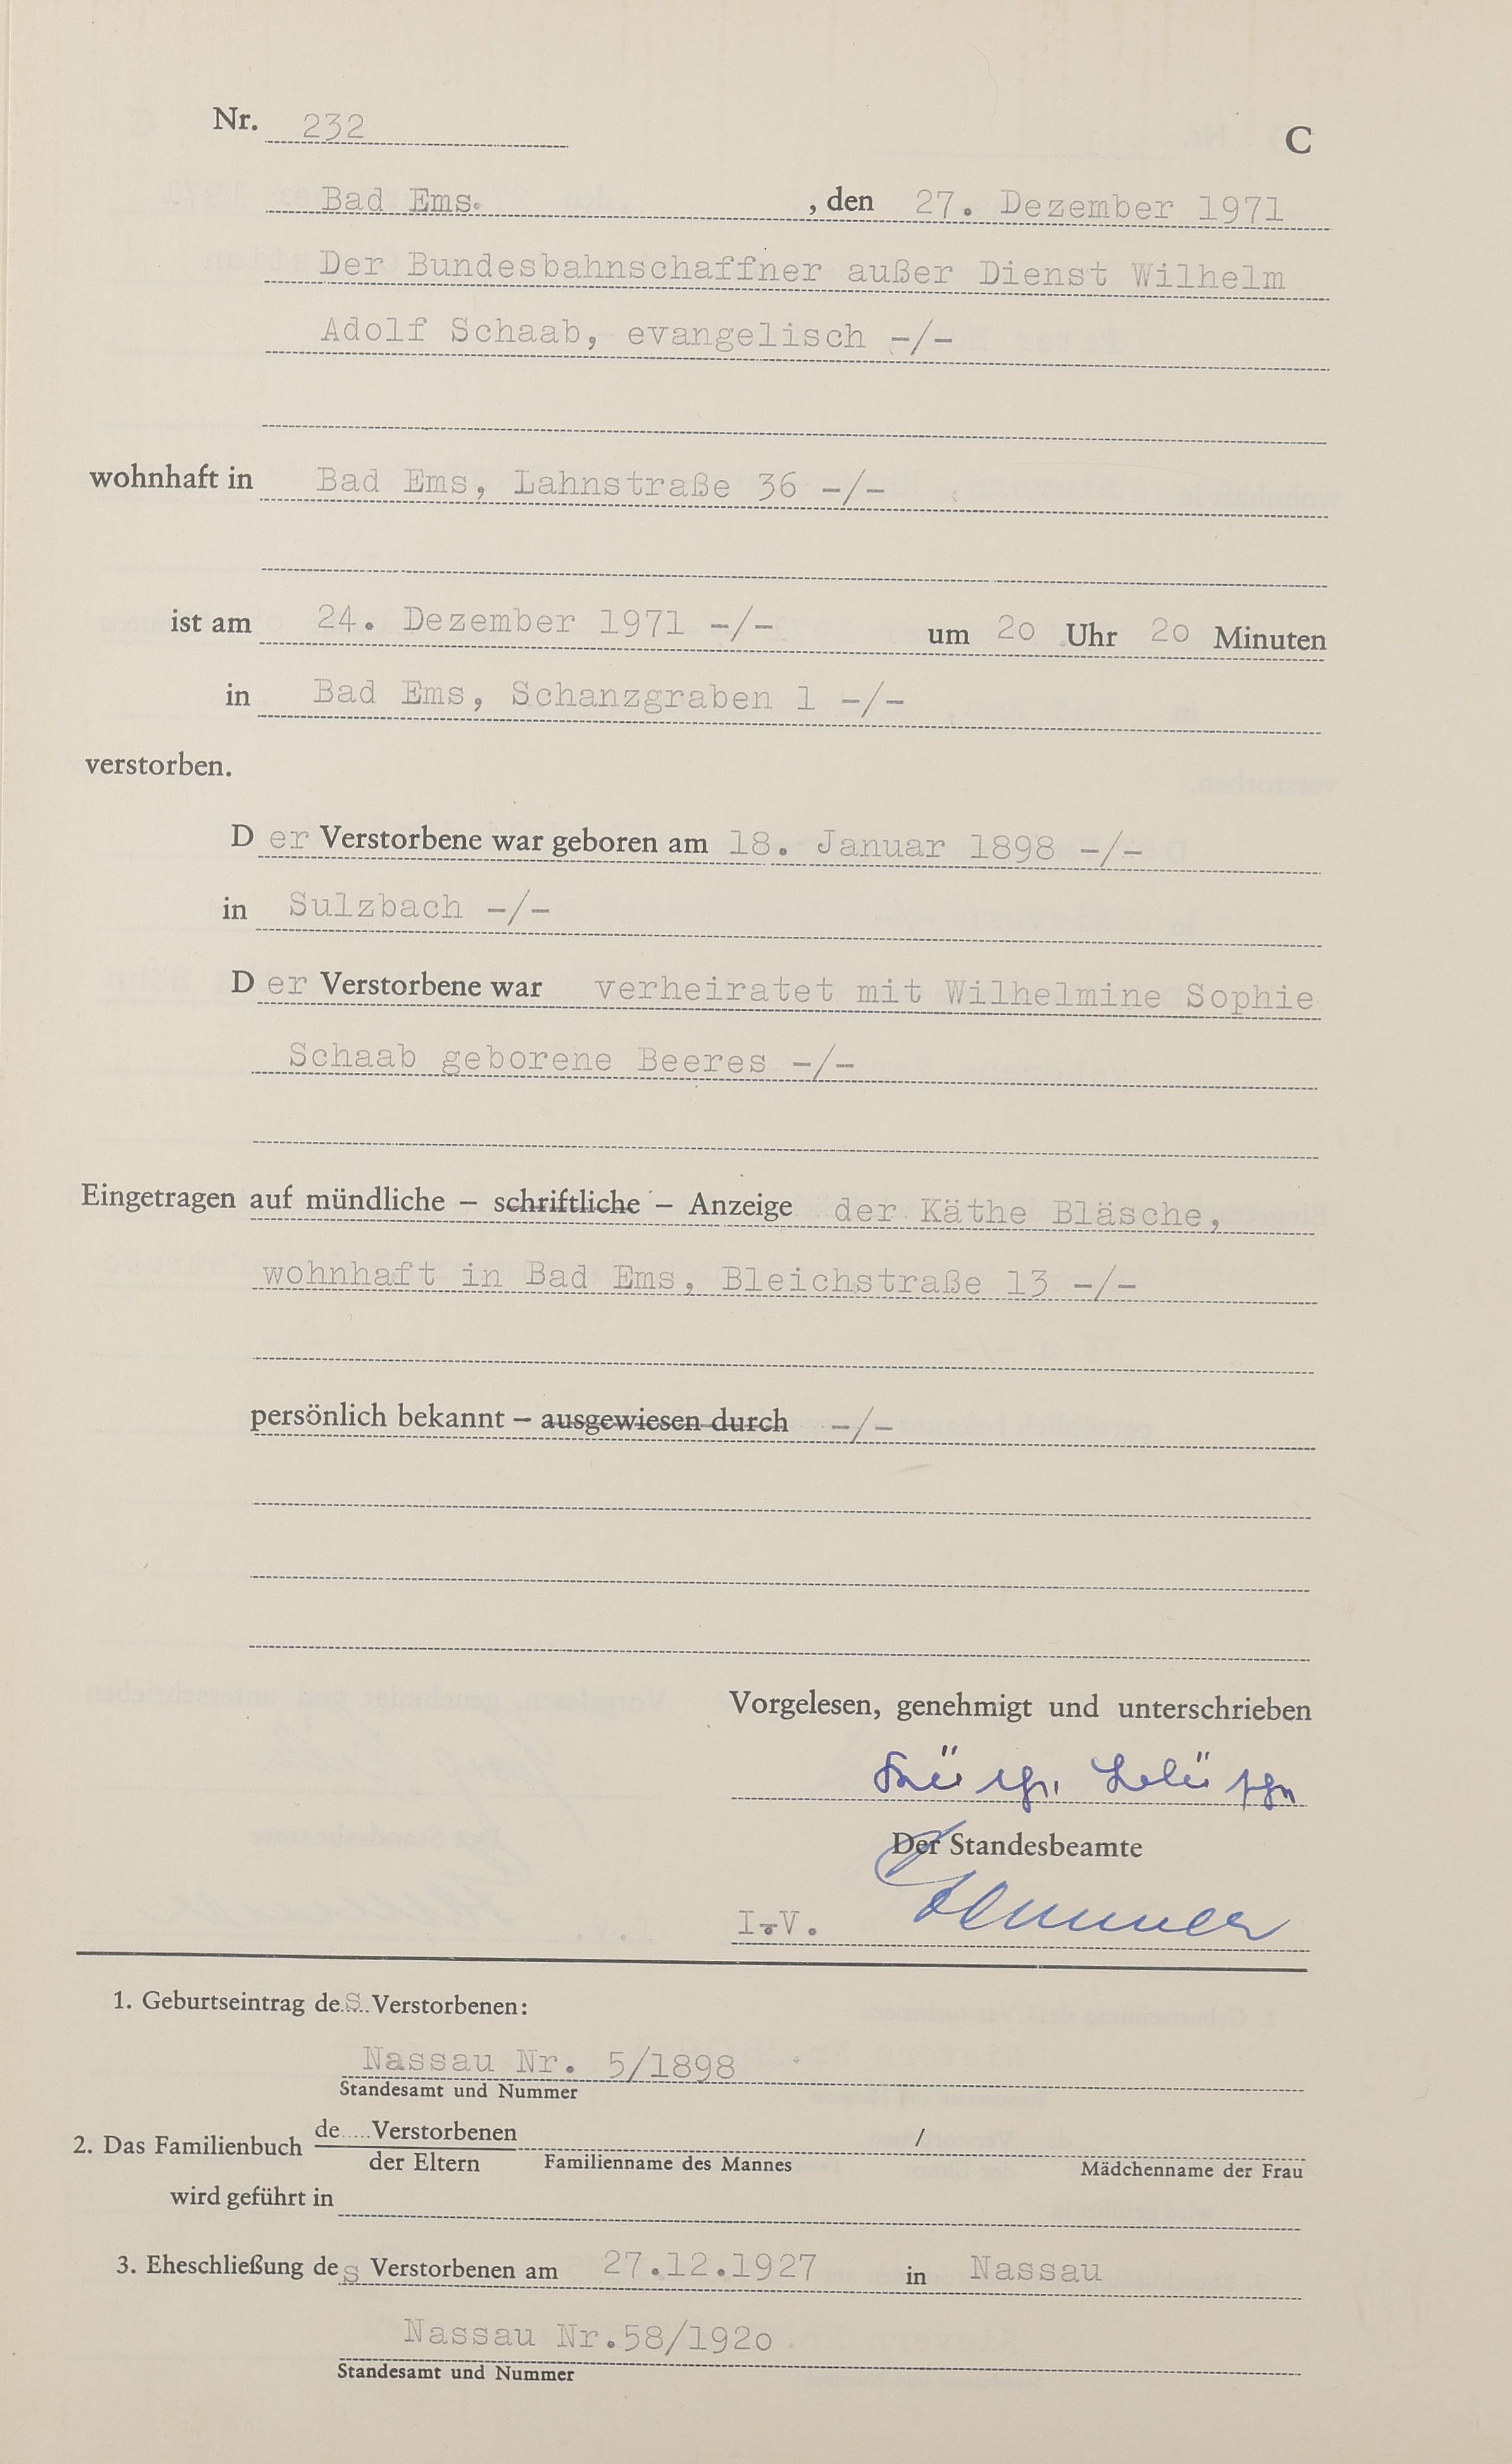 Nr. 232
C
Bad Ems. , den 27. Dezember 1971
Der Bundesbahnschaffner außer Dienst Wilhelm
Adolf Schaab, evangelisch -/-
wohnhaft in Bad Ems, Lahnstraße 36 -/-
ist am 24. Dezember 1971 -/- um 20 Uhr 20 Minuten
in Bad Ems, Schanzgraben 1 -/-
verstorben.
D er Verstorbene war geboren am 18. Januar 1898 -/-
in Sulzbach -/-
D er Verstorbene war verheiratet mit Wilhelmine Sophie
Schaab geborene Beeres -/-
Eingetragen auf mündliche – schriftliche – Anzeige der Käthe Bläsche,
wohnhaft in Bad Ems, Bleichstraße 13 -/-
persönlich bekannt – ausgewiesen durch -/-
Vorgelesen, genehmigt und unterschrieben
Käthe Bläsche
Der Standesbeamte
I.V.
1. Geburtseintrag des Verstorbenen:
Nassau Nr. 5/1898
Standesamt und Nummer
2. Das Familienbuch de..... Verstorbenen
der Eltern
/
Familienname des Mannes Mädchenname der Frau
wird geführt in
3. Eheschließung des Verstorbenen am 27.12.1927 in Nassau
Nassau Nr.58/1920
Standesamt und Nummer